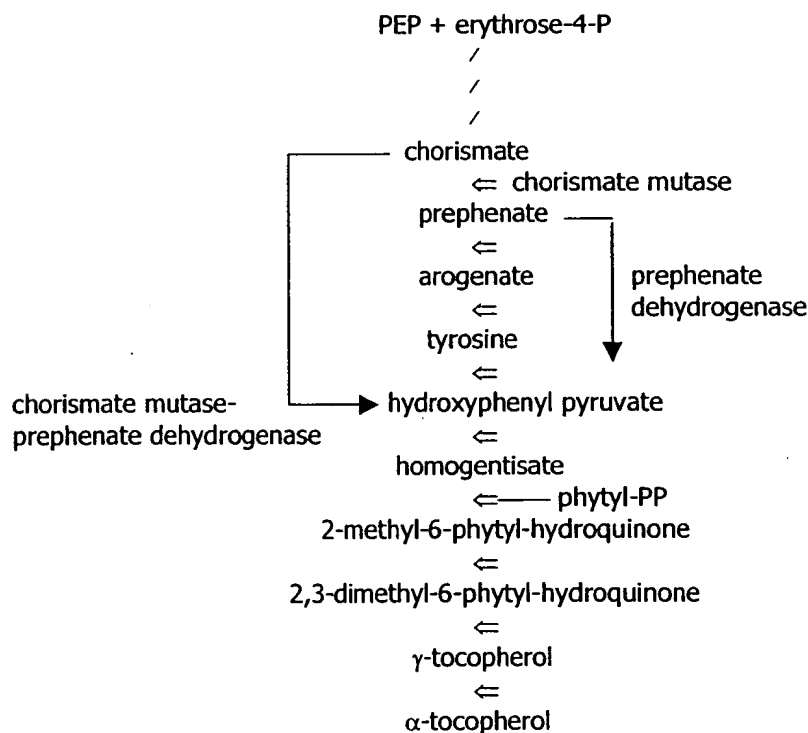 PEP + erythrose-4-P
/
/
/
chorismate
⇐ chorismate mutase
prephenate
⇐
arogenate
prephenate
dehydrogenase
⇐
tyrosine
⇐
chorismate mutase-
prephenate dehydrogenase
hydroxyphenyl pyruvate
⇐
homogentisate
⇐ phytyl-PP
2-methyl-6-phytyl-hydroquinone
⇐
2,3-dimethyl-6-phytyl-hydroquinone
⇐
γ-tocopherol
⇐
α-tocopherol